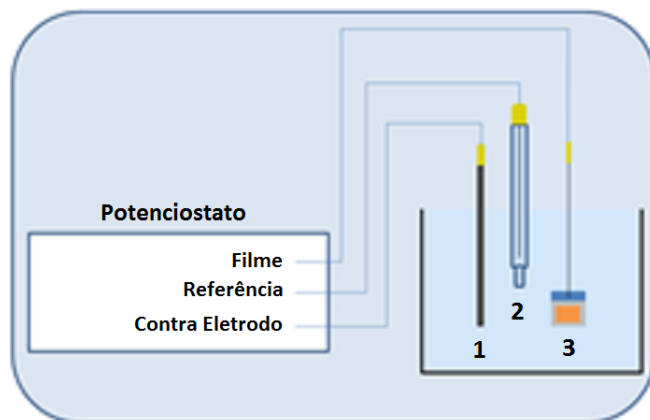 Potenciostato
Filme
Referência
Contra Eletrodo
1
2
3